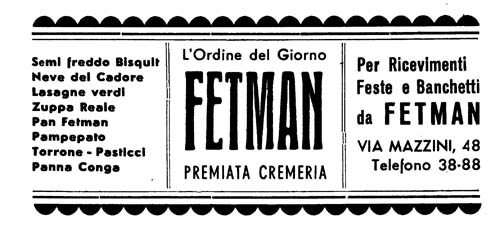 Semi freddo Bisquit
Neve del Cadore
Lasagne verdi
Zuppa Reale
Pan Fetman
Pampepato
Torrone - Pasticci
Panna Conga
L'Ordine del Giorno
FETMAN
PREMIATA CREMERIA
Per Ricevimenti
Feste e Banchetti
da FETMAN
VIA MAZZINI, 48
Telefono 38-88